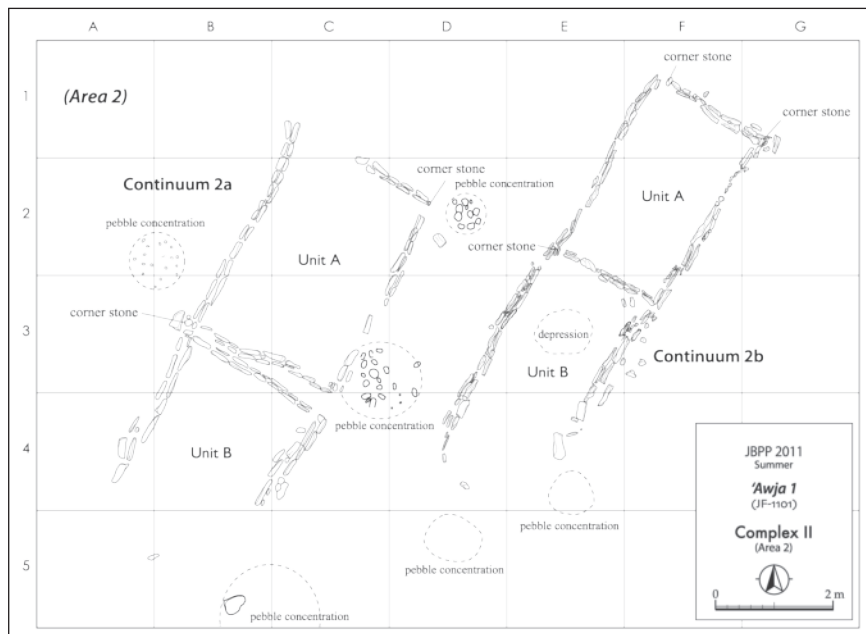 A B C D E F G
corner stone
1
(Area 2)
corner stone
corner stone
Continuum 2a
pebble concentration
2
pebble concentration
Unit A
Unit A
corner stone
corner stone
3
depression
Continuum 2b
Unit B
pebble concentration
4
Unit B
JBPP 2011
Summer
'Awja 1
(JF-1101)
Complex II
(Area 2)
pebble concentration
pebble concentration
5
pebble concentration
0 2 m